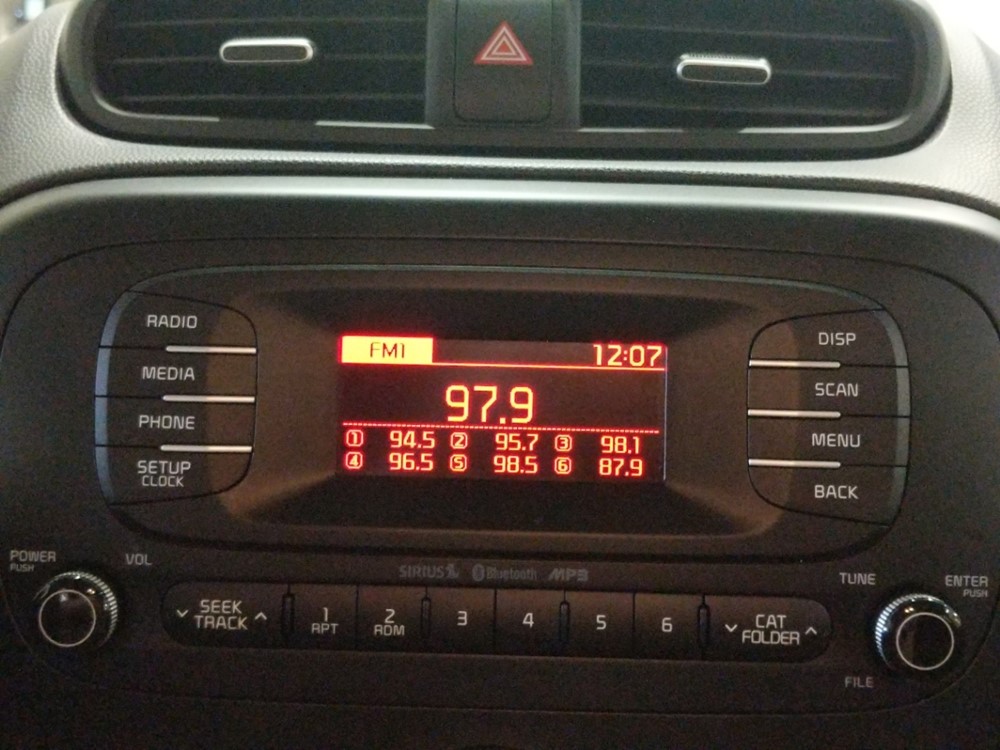 RADIO
MEDIA
PHONE
SETUP
CLOCK
FM1 12:07
97.9
1 94.5 2 95.7 3 98.1
4 96.5 5 98.5 6 87.9
DISP
SCAN
MENU
BACK
POWER
PUSH
VOL
SIRIUS Bluetooth MP3
TUNE
ENTER
PUSH
SEEK
TRACK
1
RPT
2
RDM
3
4
5
6
CAT
FOLDER
FILE